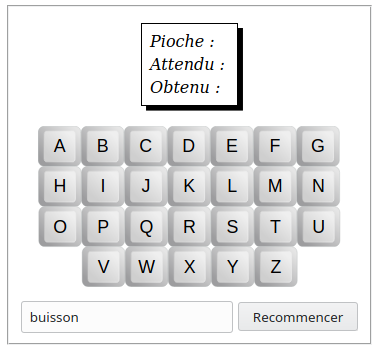 Pioche :
Attendu :
Obtenu :
A B C D E F G
H I J K L M N
O P Q R S T U
V W X Y Z
buisson Recommencer